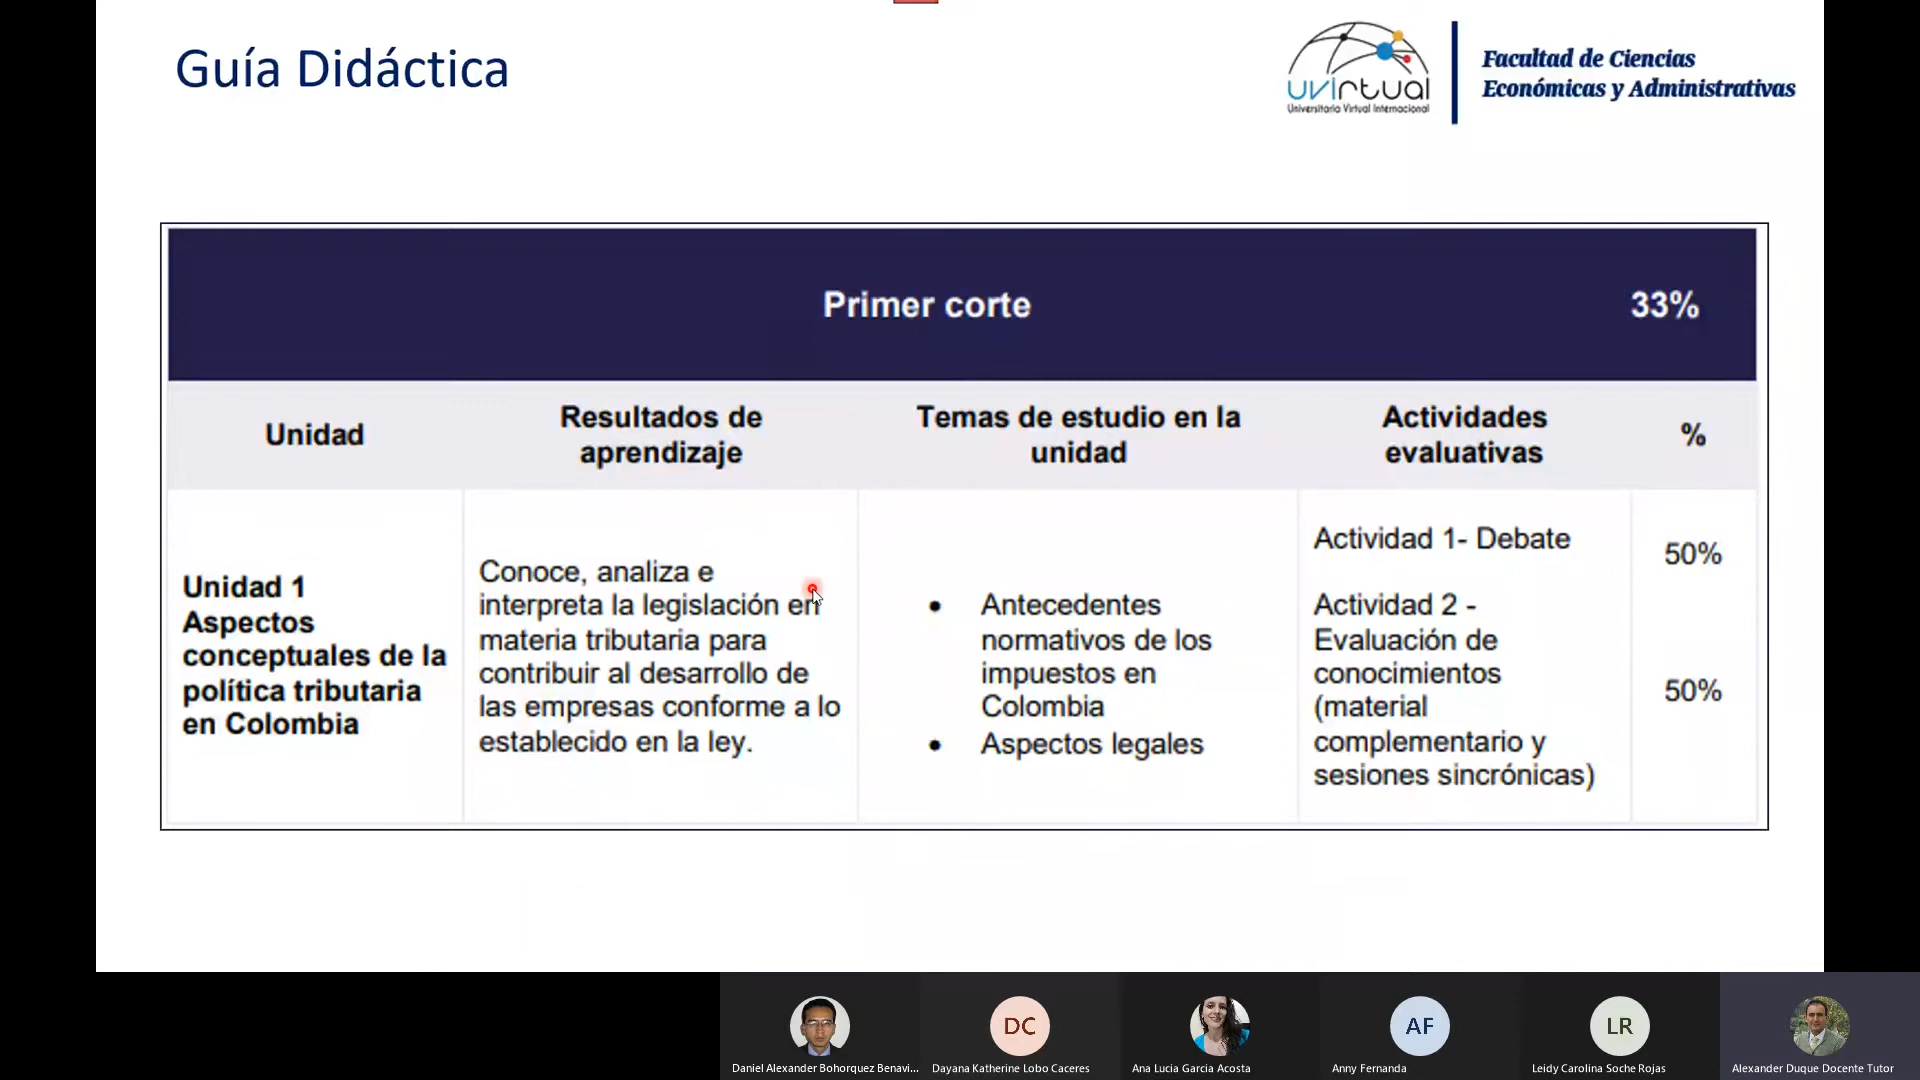 Guía Didáctica
uvirtual
Universitaria Virtual Internacional
Facultad de Ciencias
Económicas y Administrativas
Primer corte 33%
Unidad
Resultados de
aprendizaje
Temas de estudio en la
unidad
Actividades
evaluativas
%
Unidad 1
Aspectos
conceptuales de la
política tributaria
en Colombia
Conoce, analiza e
interpreta la legislación en
materia tributaria para
contribuir al desarrollo de
las empresas conforme a lo
establecido en la ley.
• Antecedentes
normativos de los
impuestos en
Colombia
• Aspectos legales
Actividad 1- Debate
Actividad 2 -
Evaluación de
conocimientos
(material
complementario y
sesiones sincrónicas)
50%
50%
DC
AF
LR
Daniel Alexander Bohorquez Benavi...
Dayana Katherine Lobo Caceres
Ana Lucia Garcia Acosta
Anny Fernanda
Leidy Carolina Soche Rojas
Alexander Duque Docente Tutor